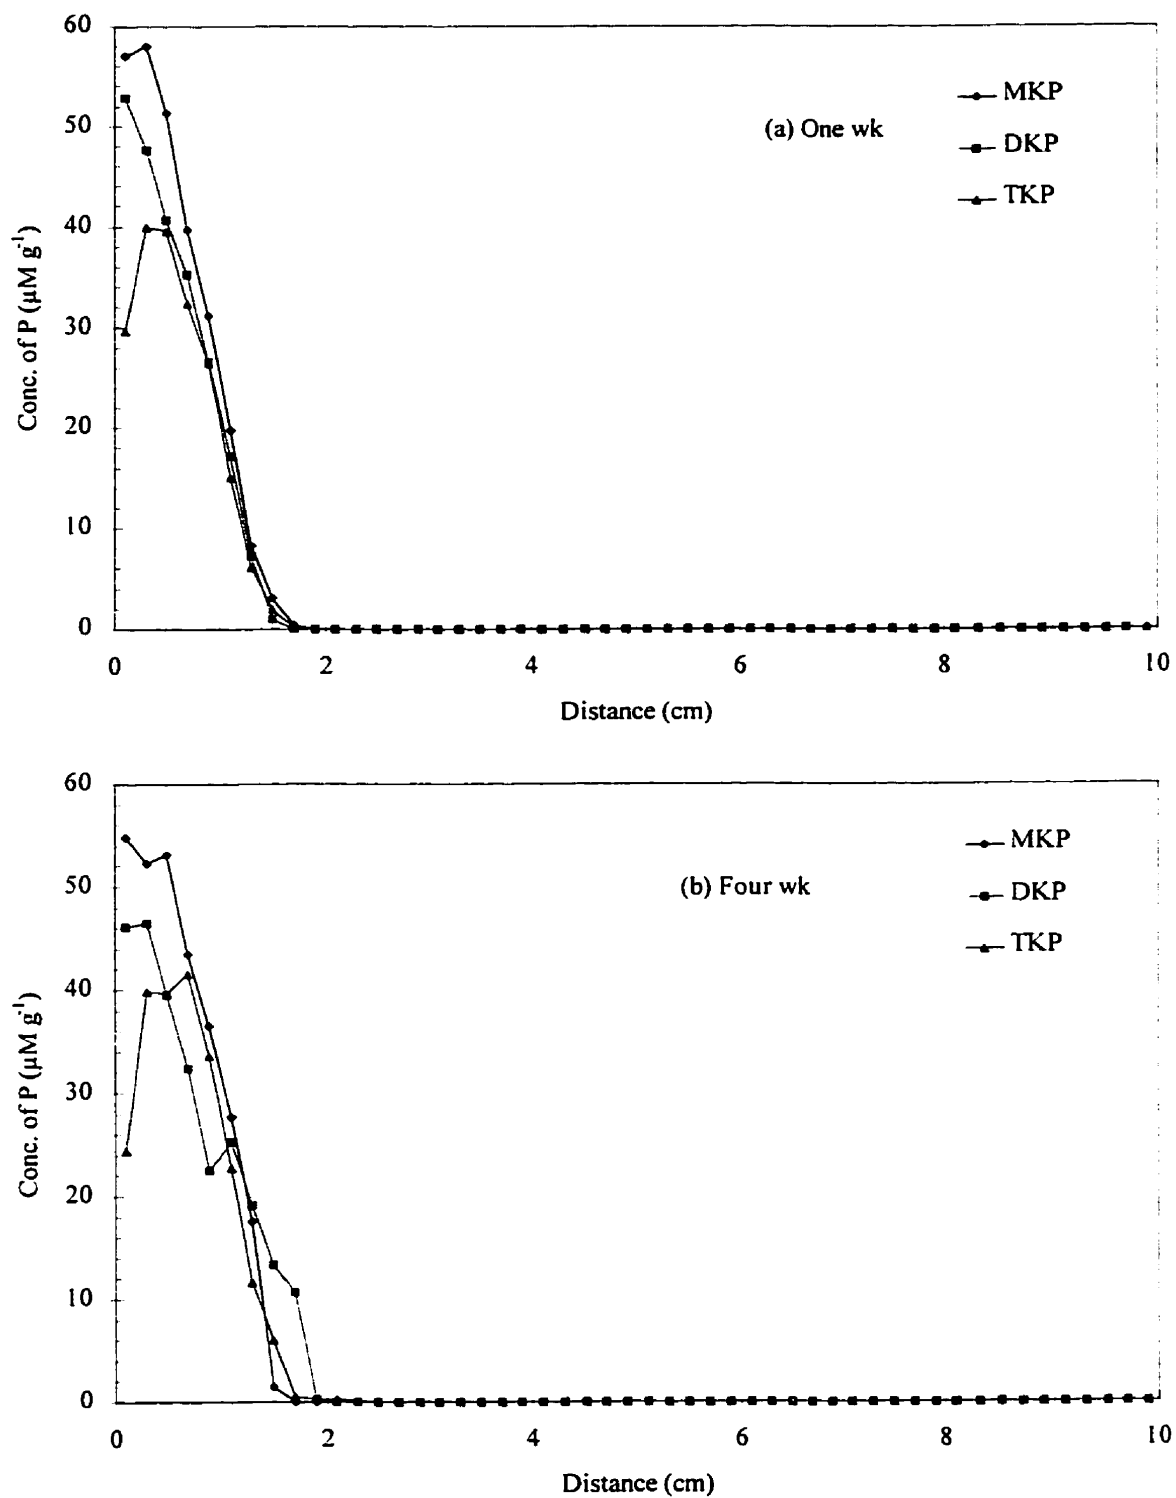 60
50
40
30
20
10
0
Conc. of P (µM g⁻¹)
(a) One wk
MKP
DKP
TKP
0 2 4 6 8 10
Distance (cm)
60
50
40
30
20
10
0
Conc. of P (µM g⁻¹)
(b) Four wk
MKP
DKP
TKP
0 2 4 6 8 10
Distance (cm)